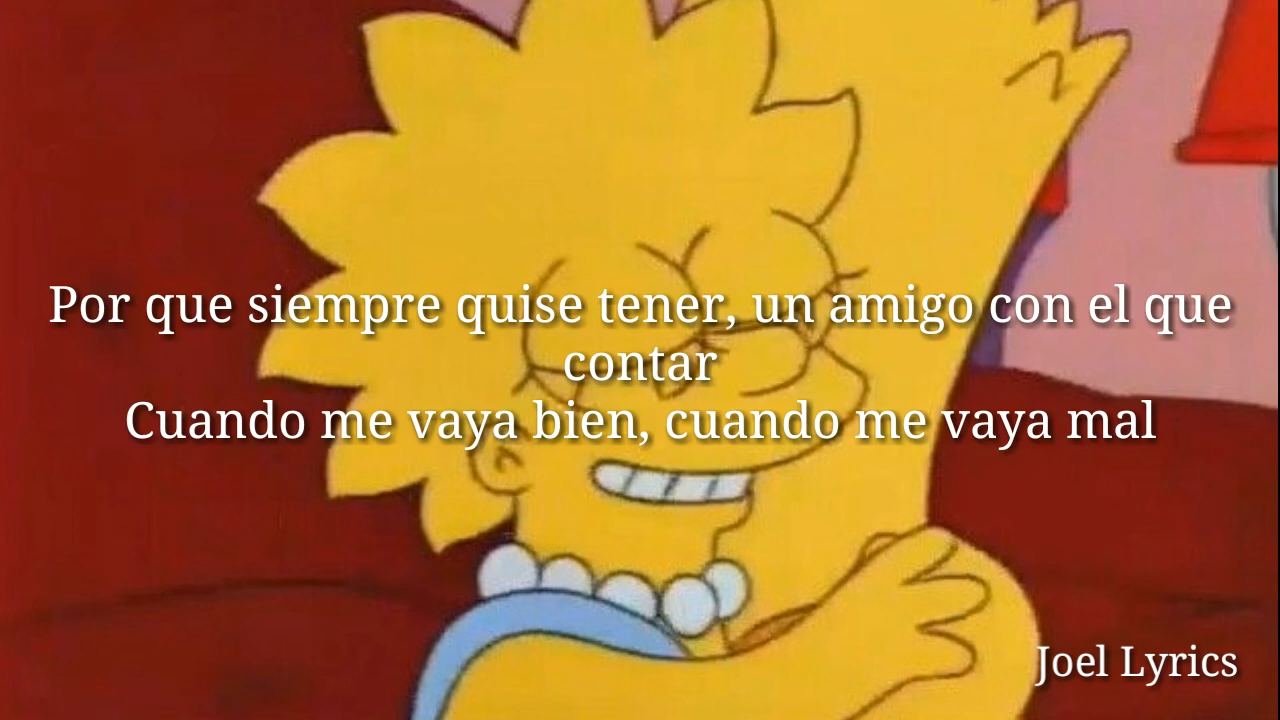 Por que siempre quise tener, un amigo con el que
contar
Cuando me vaya bien, cuando me vaya mal
Joel Lyrics